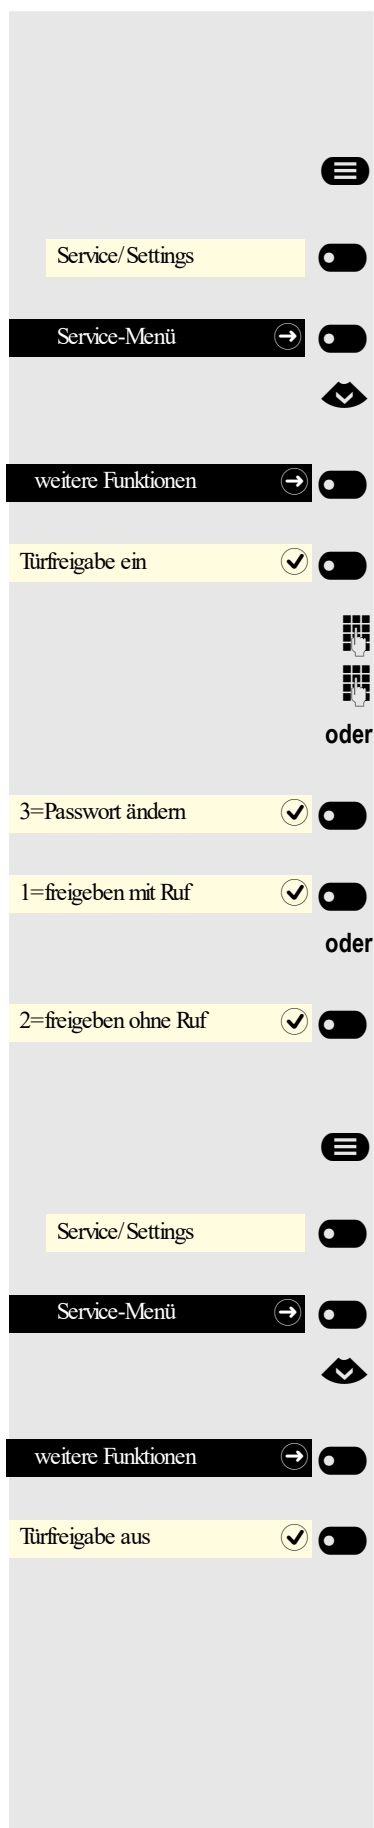 Service/Settings
Service-Menü
weitere Funktionen
Türfreigabe ein
oder
3=Passwort ändern
1=freigeben mit Ruf
oder
2=freigeben ohne Ruf
Service/Settings
Service-Menü
weitere Funktionen
Türfreigabe aus